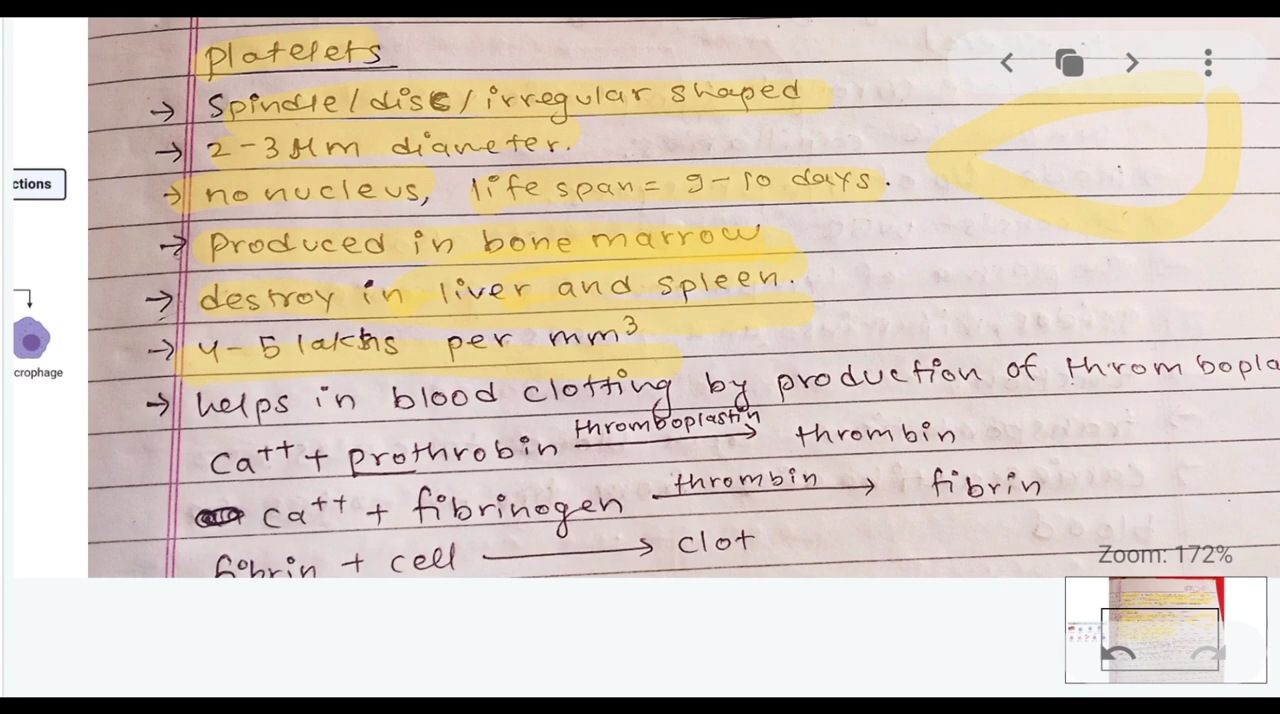 Platelets
→ Spindle/disc/irregular shaped
→ 2-3 μm diameter.
→ no nucleus, life span = 9-10 days.
→ produced in bone marrow
→ destroy in liver and spleen.
→ 4-5 lakhs per mm³
→ helps in blood clotting by production of thrombopla
Ca++ + prothrobin thromboplastin → thrombin
Ca++ + fibrinogen thrombin → fibrin
fibrin + cell → clot
ctions
crophage
Zoom: 172%